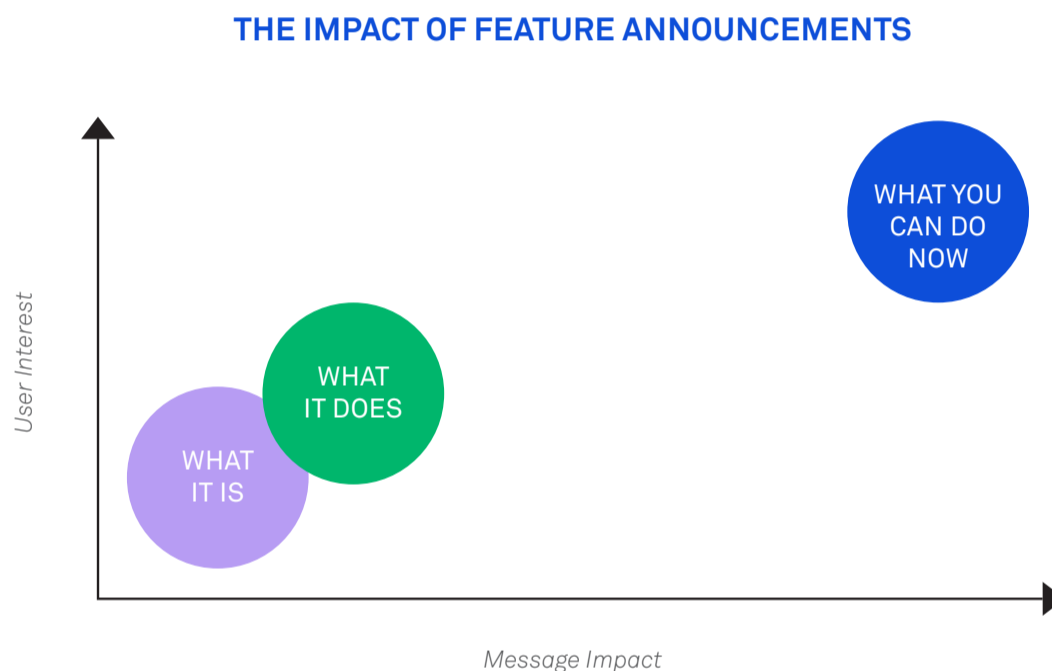 THE IMPACT OF FEATURE ANNOUNCEMENTS
WHAT YOU
CAN DO
NOW
User Interest
WHAT
IT DOES
WHAT
IT IS
Message Impact